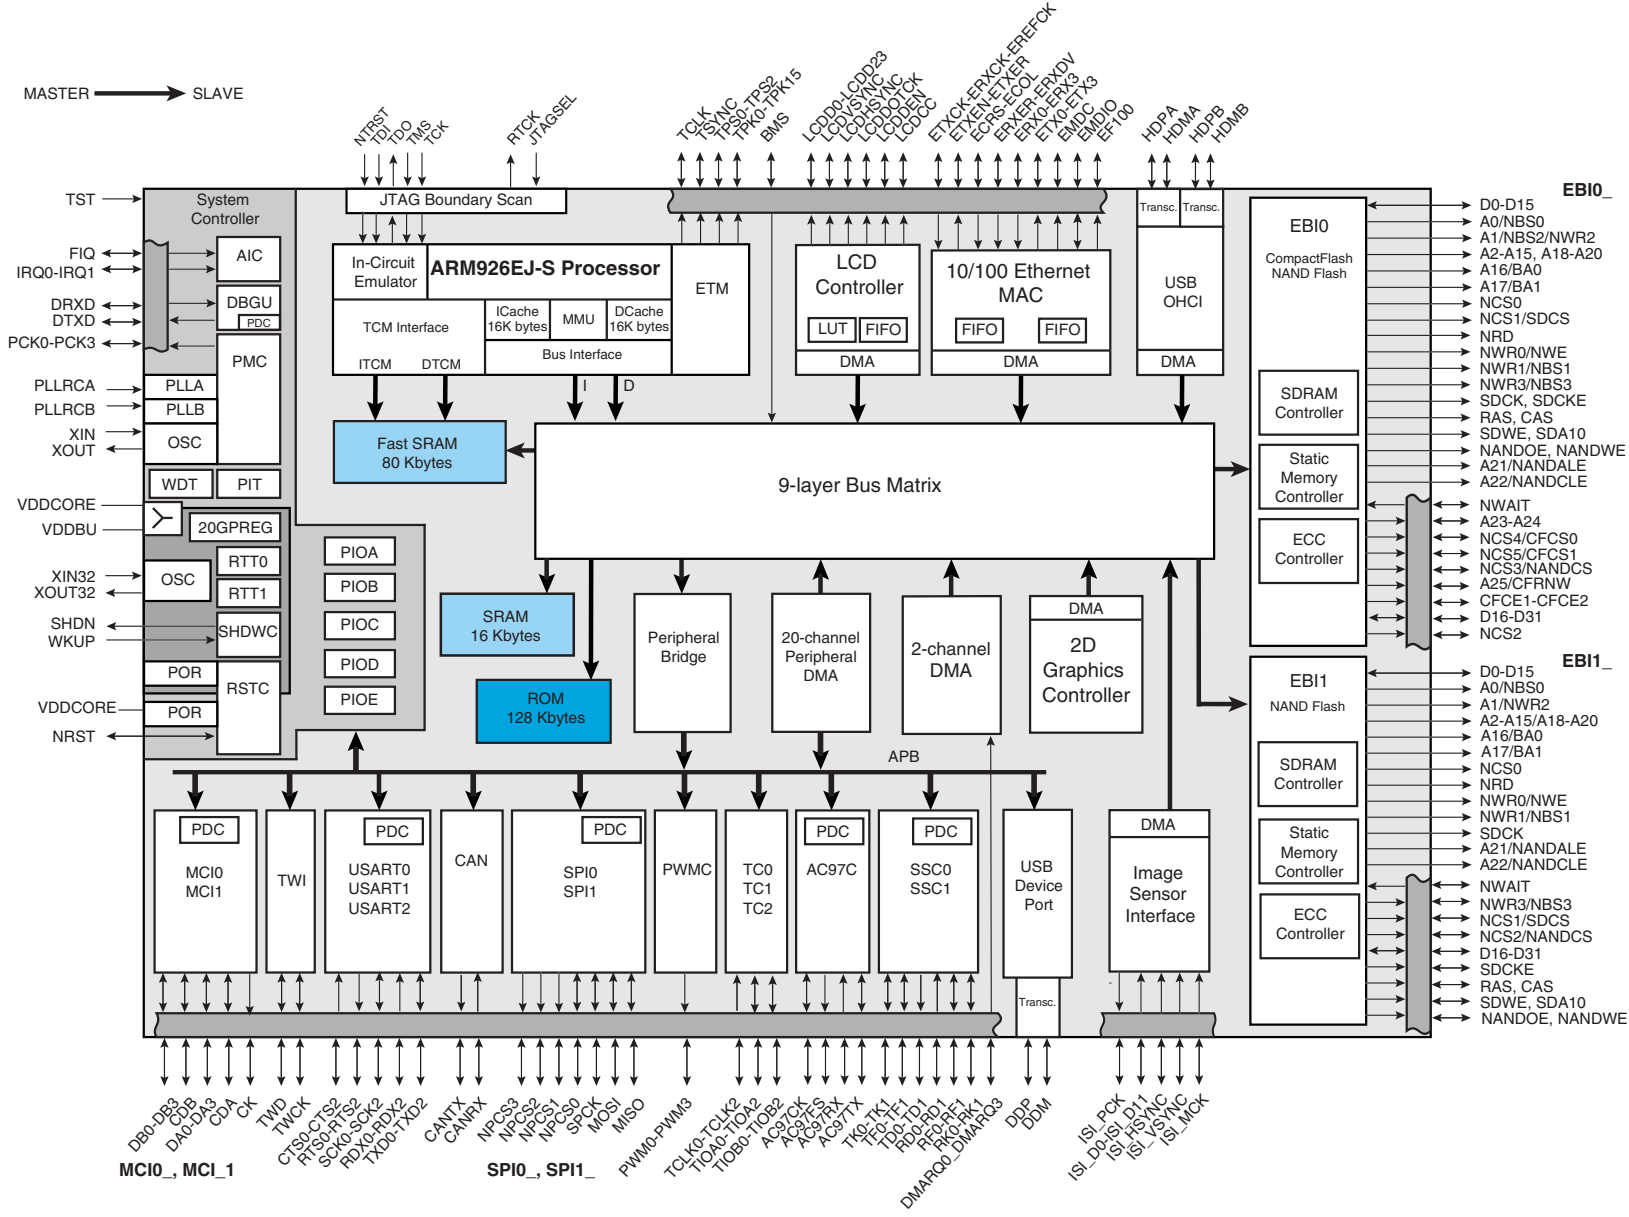 MASTER
SLAVE
NTRST
TDI
TDO
TMS
TCK
RTCK
JTAGSEL
TCLK
TSYNC
TPS0-TPS2
TPK0-TPK15
BMS
LCDD0-LCDD23
LCDVSYNC
LCDHSYNC
LCDDOTCK
LCDDEN
LCDCC
ETXCK-ERXCK-EREFCK
ETXEN-ETXER
ECRS-ECOL
ERXER-ERXDV
ERX0-ERX3
ETX0-ETX3
EMDC
EMDIO
EF100
HDPA
HDMA
HDPB
HDMB
TST
FIQ
IRQ0-IRQ1
DRXD
DTXD
PCK0-PCK3
PLLRCA
PLLRCB
XIN
XOUT
VDDCORE
VDDBU
XIN32
XOUT32
SHDN
WKUP
VDDCORE
NRST
System
Controller
AIC
DBGU
PDC
PMC
PLLA
PLLB
OSC
WDT
PIT
20GPREG
OSC
RTT0
RTT1
SHDWC
POR
RSTC
POR
PIOA
PIOB
PIOC
PIOD
PIOE
JTAG Boundary Scan
In-Circuit
Emulator
ARM926EJ-S Processor
TCM Interface
ITCM
DTCM
ICache
16K bytes
MMU
DCache
16K bytes
Bus Interface
I
D
ETM
LCD
Controller
LUT
FIFO
DMA
10/100 Ethernet
MAC
FIFO
FIFO
DMA
Transc.
Transc.
USB
OHCI
DMA
Fast SRAM
80 Kbytes
9-layer Bus Matrix
SRAM
16 Kbytes
ROM
128 Kbytes
Peripheral
Bridge
20-channel
Peripheral
DMA
2-channel
DMA
DMA
2D
Graphics
Controller
APB
EBI0_
EBI0
CompactFlash
NAND Flash
SDRAM
Controller
Static
Memory
Controller
ECC
Controller
D0-D15
A0/NBS0
A1/NBS2/NWR2
A2-A15, A18-A20
A16/BA0
A17/BA1
NCS0
NCS1/SDCS
NRD
NWR0/NWE
NWR1/NBS1
NWR3/NBS3
SDCK, SDCKE
RAS, CAS
SDWE, SDA10
NANDOE, NANDWE
A21/NANDALE
A22/NANDCLE
NWAIT
A23-A24
NCS4/CFCS0
NCS5/CFCS1
NCS3/NANDCS
A25/CFRNW
CFCE1-CFCE2
D16-D31
NCS2
EBI1_
EBI1
NAND Flash
SDRAM
Controller
Static
Memory
Controller
ECC
Controller
D0-D15
A0/NBS0
A1/NWR2
A2-A15/A18-A20
A16/BA0
A17/BA1
NCS0
NRD
NWR0/NWE
NWR1/NBS1
SDCK
A21/NANDALE
A22/NANDCLE
NWAIT
NWR3/NBS3
NCS1/SDCS
NCS2/NANDCS
D16-D31
SDCKE
RAS, CAS
SDWE, SDA10
NANDOE, NANDWE
PDC
MCI0
MCI1
TWI
PDC
USART0
USART1
USART2
CAN
PDC
SPI0
SPI1
PWMC
TC0
TC1
TC2
PDC
AC97C
PDC
SSC0
SSC1
USB
Device
Port
Transc.
DMA
Image
Sensor
Interface
DB0-DB3
CDB
DA0-DA3
CDA
CK
TWD
TWCK
CTS0-CTS2
RTS0-RTS2
SCK0-SCK2
RDX0-RDX2
TXD0-TXD2
CANTX
CANRX
NPCS3
NPCS2
NPCS1
NPCS0
SPCK
MOSI
MISO
PWM0-PWM3
TCLK0-TCLK2
TIOA0-TIOA2
TIOB0-TIOB2
AC97CK
AC97FS
AC97RX
AC97TX
TK0-TK1
TF0-TF1
TD0-TD1
RD0-RD1
RF0-RF1
RK0-RK1
DMARQ0_DMARQ3
DDP
DDM
ISI_PCK
ISI_D0-ISI_D11
ISI_HSYNC
ISI_VSYNC
ISI_MCK
MCI0_, MCI_1
SPI0_, SPI1_